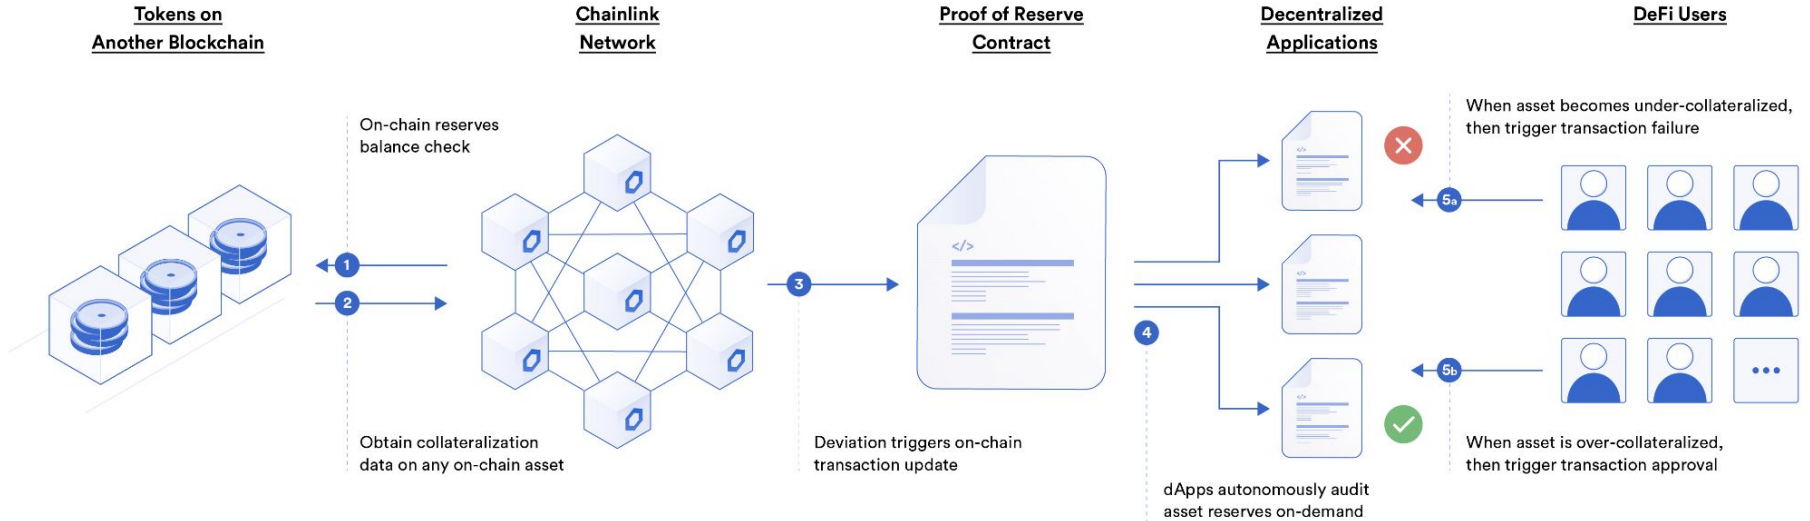 Tokens on
Another Blockchain
Chainlink
Network
Proof of Reserve
Contract
Decentralized
Applications
DeFi Users
On-chain reserves
balance check
When asset becomes under-collateralized,
then trigger transaction failure
</>
</>
</>
</>
1
2
3
4
5a
5b
Obtain collateralization
data on any on-chain asset
Deviation triggers on-chain
transaction update
dApps autonomously audit
asset reserves on-demand
When asset is over-collateralized,
then trigger transaction approval